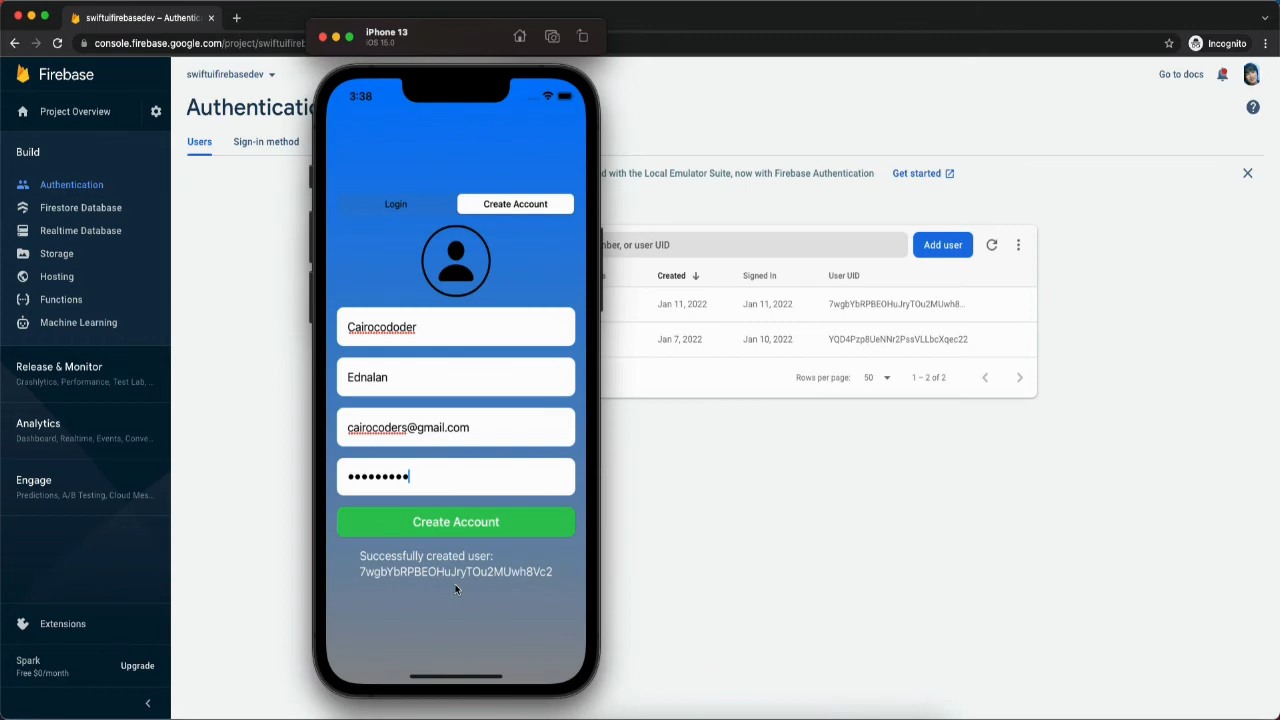 swiftuifirebasedev – Authentic
console.firebase.google.com/project/swiftuifireb
Incognito
iPhone 13
iOS 15.0
Firebase
Project Overview
Build
Authentication
Firestore Database
Realtime Database
Storage
Hosting
Functions
Machine Learning
Release & Monitor
Crashlytics, Performance, Test Lab, ...
Analytics
Dashboard, Realtime, Events, Conve...
Engage
Predictions, A/B Testing, Cloud Mes...
Extensions
Spark
Free $0/month
Upgrade
swiftuifirebasedev
Go to docs
Authenticatio
Users
Sign-in method
3:38
Login
Create Account
Cairocododer
Ednalan
cairocoders@gmail.com
•••••••••
Create Account
Successfully created user:
7wgbYbRPBEOHuJryTOu2MUwh8Vc2
d with the Local Emulator Suite, now with Firebase Authentication
Get started
mber, or user UID
Add user
s
Created
Signed In
User UID
Jan 11, 2022
Jan 11, 2022
7wgbYbRPBEOHuJryTOu2MUwh8...
Jan 7, 2022
Jan 10, 2022
YQD4Pzp8UeNNr2PssVLLbcXqec22
Rows per page:
50
1 – 2 of 2